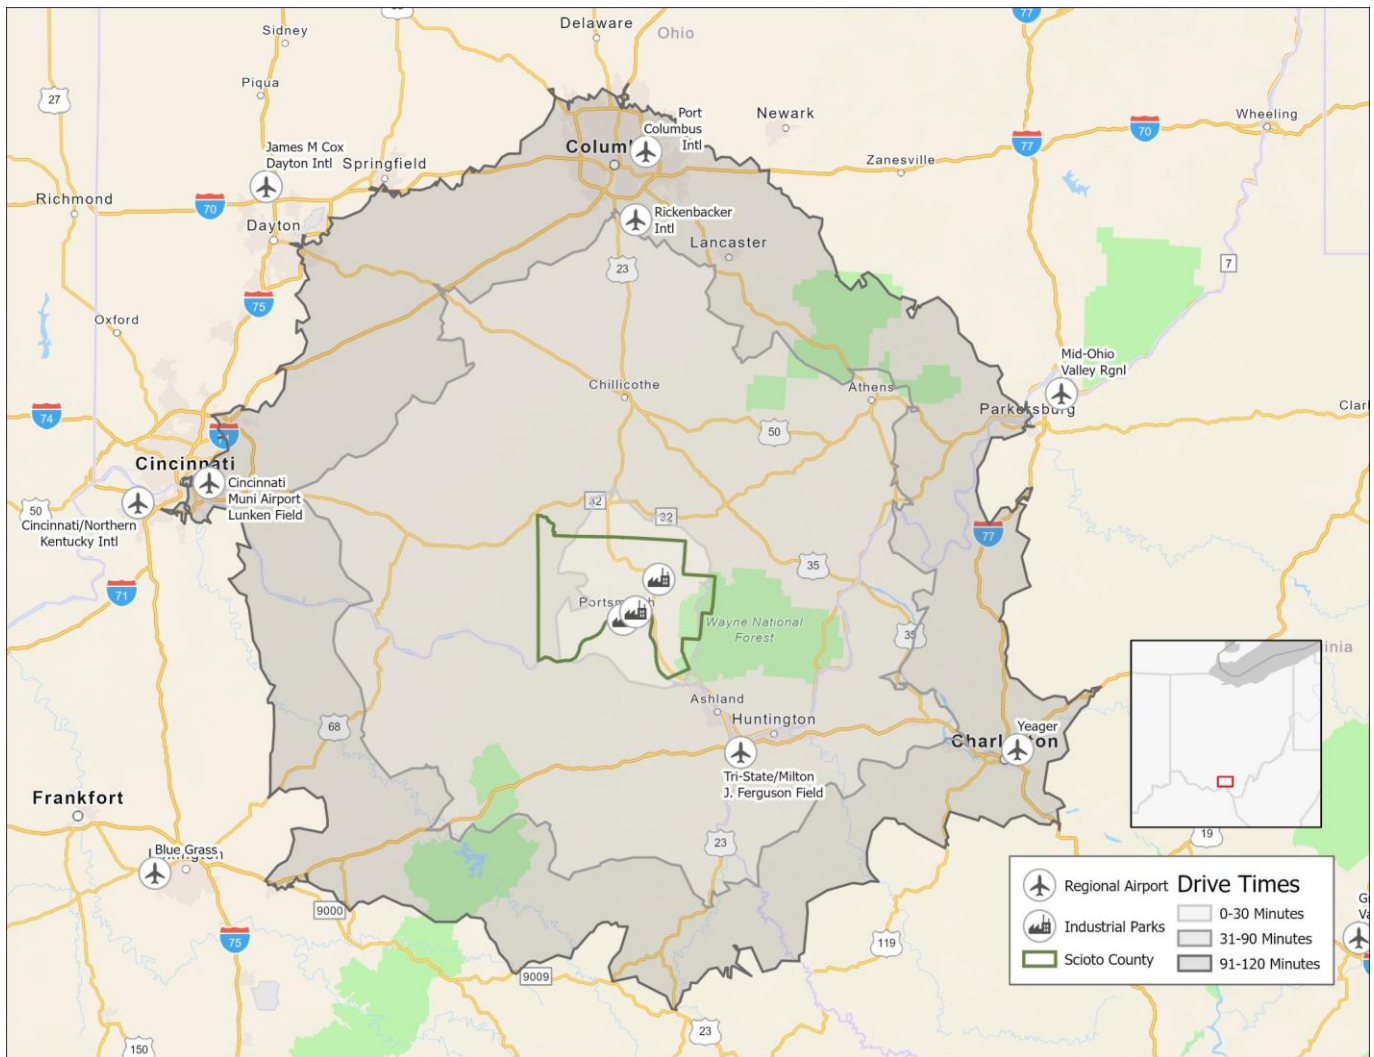 77
Sidney
Delaware
Ohio
Piqua
27
Newark
Port
Columbus
Intl
Wheeling
70
77
James M Cox
Dayton Intl
Springfield
Zanesville
Richmond
70
Rickenbacker
Intl
Dayton
Lancaster
7
23
75
Oxford
Mid-Ohio
Valley Rgnl
Chillicothe
Athens
Parkersburg
74
50
Cincinnati
Cincinnati
Muni Airport
Lunken Field
50
Cincinnati/Northern
Kentucky Intl
32
32
77
35
71
Wayne National
Forest
35
Ashland
Huntington
68
Yeager
Tri-State/Milton
J. Ferguson Field
Frankfort
23
19
Blue Grass
9000
75
119
9009
23
150
Regional Airport
Industrial Parks
Scioto County
Drive Times
0-30 Minutes
31-90 Minutes
91-120 Minutes